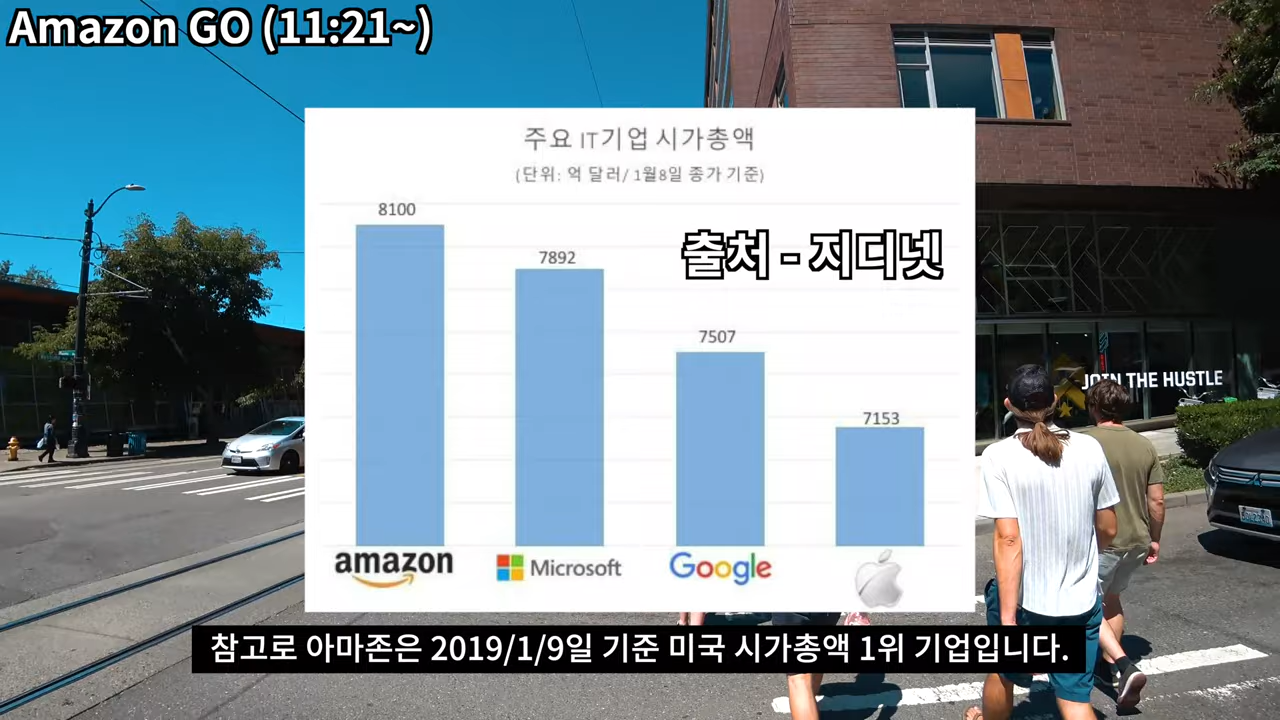 Amazon GO (11:21~)
주요 IT기업 시가총액
(단위: 억 달러/ 1월8일 종가 기준)
8100
7892
출처 - 지디넷
7507
7153
JOIN THE HUSTLE
amazon
Microsoft
Google
참고로 아마존은 2019/1/9일 기준 미국 시가총액 1위 기업입니다.